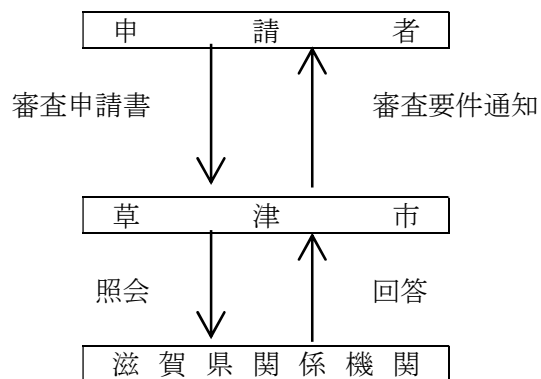 申請者
審査申請書 審査要件通知
草津市
照会 回答
滋賀県関係機関